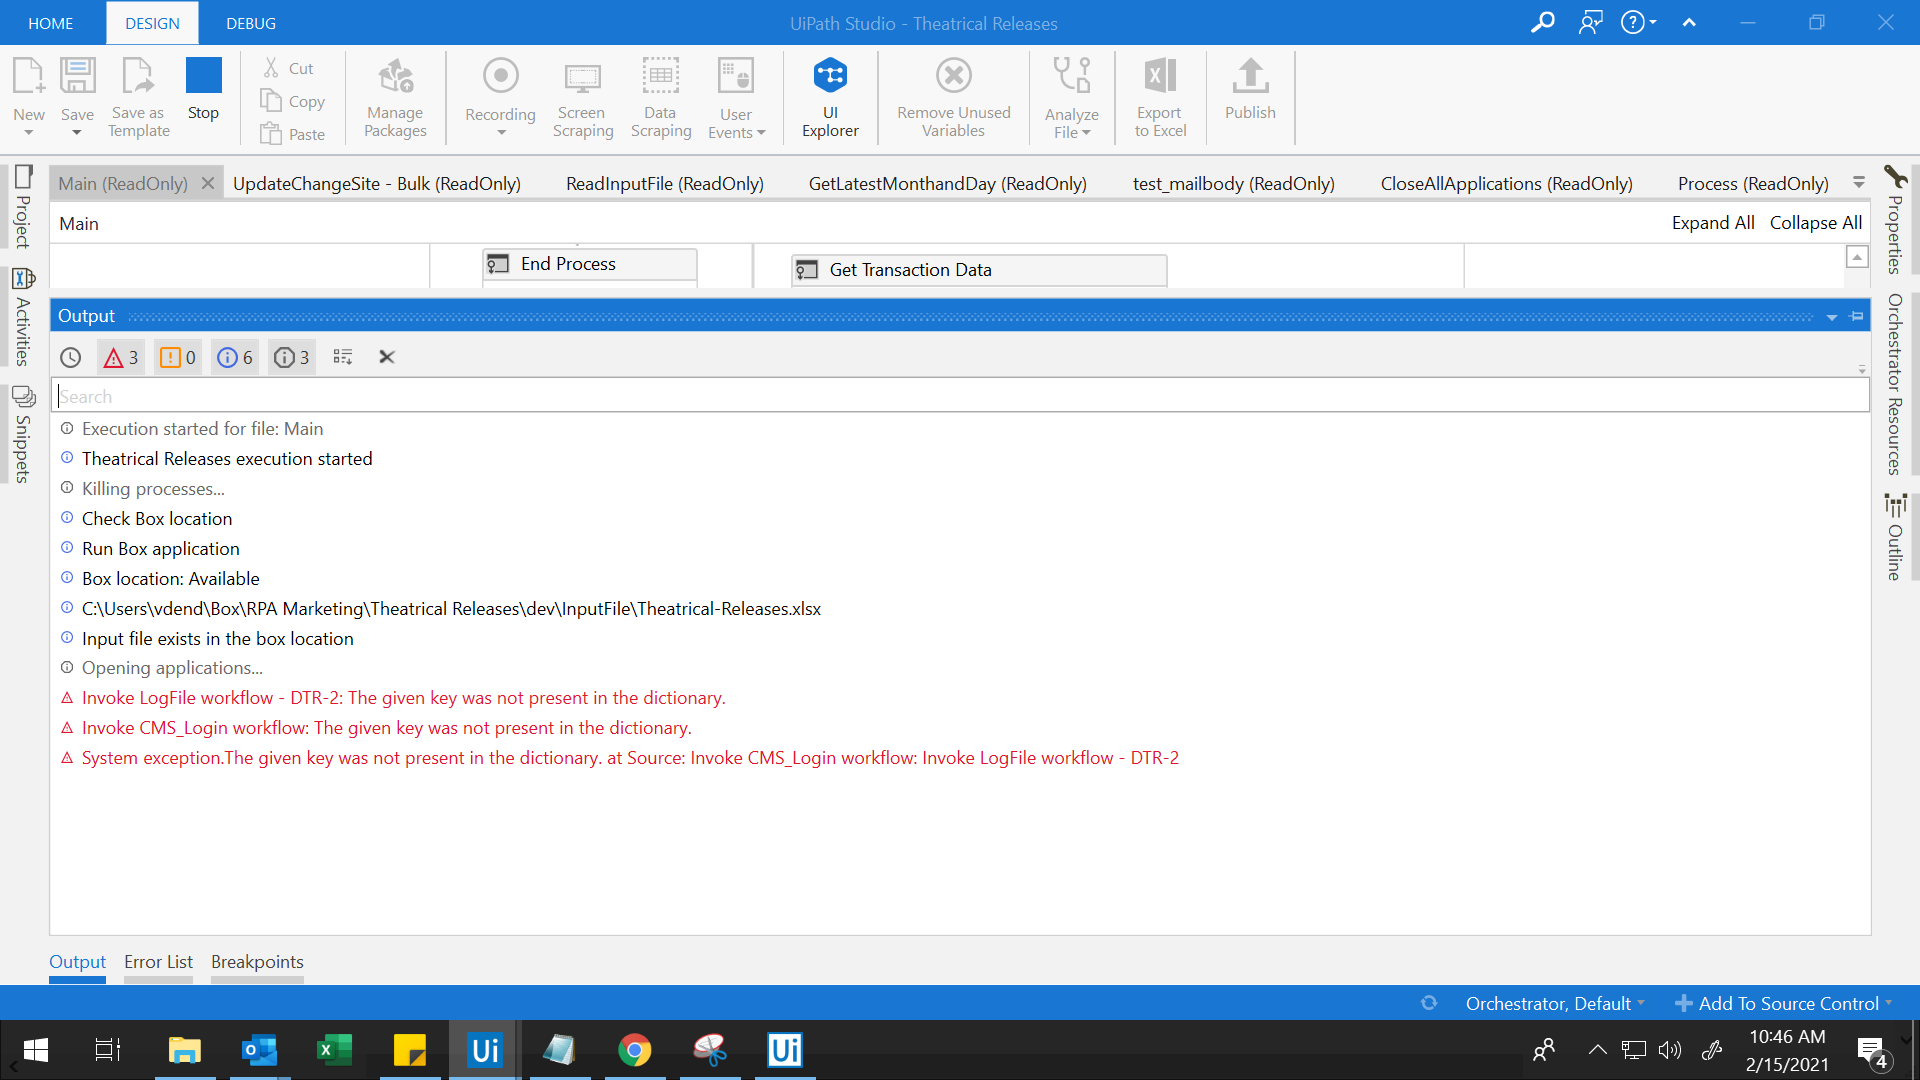 HOME DESIGN DEBUG UiPath Studio - Theatrical Releases
New Save Save as Template Stop Cut Copy Paste Manage Packages Recording Screen Scraping Data Scraping User Events UI Explorer Remove Unused Variables Analyze File Export to Excel Publish
Main (ReadOnly) UpdateChangeSite - Bulk (ReadOnly) ReadInputFile (ReadOnly) GetLatestMonthandDay (ReadOnly) test_mailbody (ReadOnly) CloseAllApplications (ReadOnly) Process (ReadOnly)
Project
Activities
Snippets
Main Expand All Collapse All
End Process Get Transaction Data
Output
3 0 6 3
Search
Execution started for file: Main
Theatrical Releases execution started
Killing processes...
Check Box location
Run Box application
Box location: Available
C:\Users\vdend\Box\RPA Marketing\Theatrical Releases\dev\InputFile\Theatrical-Releases.xlsx
Input file exists in the box location
Opening applications...
Invoke LogFile workflow - DTR-2: The given key was not present in the dictionary.
Invoke CMS_Login workflow: The given key was not present in the dictionary.
System exception.The given key was not present in the dictionary. at Source: Invoke CMS_Login workflow: Invoke LogFile workflow - DTR-2
Properties
Orchestrator Resources
Outline
Output Error List Breakpoints
Orchestrator, Default Add To Source Control
Ui Ui
10:46 AM
2/15/2021
4